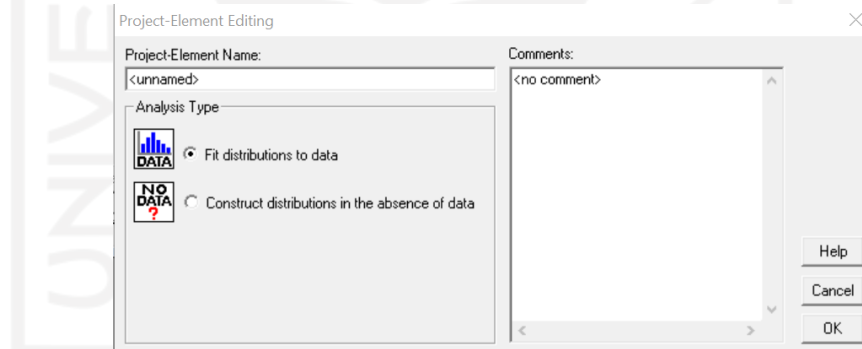 Project-Element Editing
Project-Element Name:
<unnamed>
Analysis Type
DATA
Fit distributions to data
NO DATA ?
Construct distributions in the absence of data
Comments:
<no comment>
Help
Cancel
OK
UNIVE